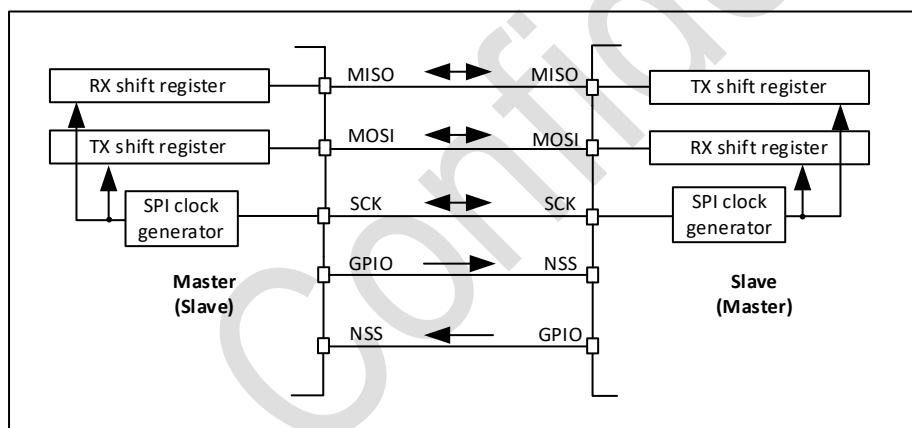 RX shift register
MISO
MISO
TX shift register
TX shift register
MOSI
MOSI
RX shift register
SPI clock
generator
SCK
SCK
SPI clock
generator
Master
(Slave)
GPIO
NSS
Slave
(Master)
NSS
GPIO